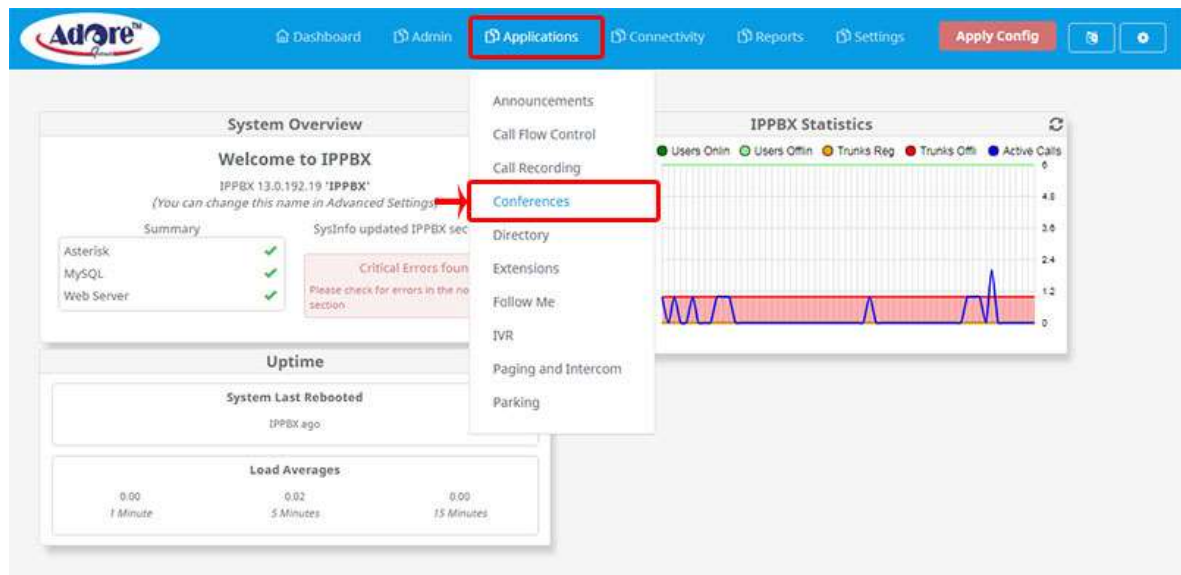 Adore™
Dashboard Admin Applications Connectivity Reports Settings Apply Config
Announcements
Call Flow Control
Call Recording
Conferences
Directory
Extensions
Follow Me
IVR
Paging and Intercom
Parking
System Overview
Welcome to IPPBX
IPPBX 13.0.192.19 'IPPBX'
(You can change this name in Advanced Settings)
Summary
Asterisk
MySQL
Web Server
SysInfo updated IPPBX sec
Critical Errors foun
Please check for errors in the no
section
Uptime
System Last Rebooted
IPPBX ago
Load Averages
0.00 0.02 0.00
1 Minute 5 Minutes 15 Minutes
IPPBX Statistics
Users Onlin Users Offlin Trunks Reg Trunks Offli Active Calls
6
4.8
3.6
2.4
1.2
0